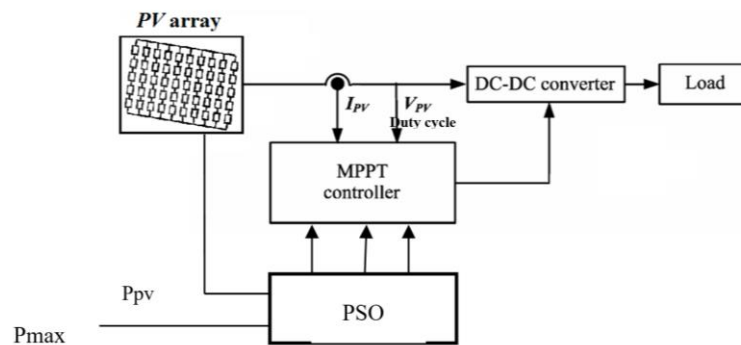 PV array
DC-DC converter
Load
IPV
VPV
Duty cycle
MPPT
controller
Ppv
PSO
Pmax